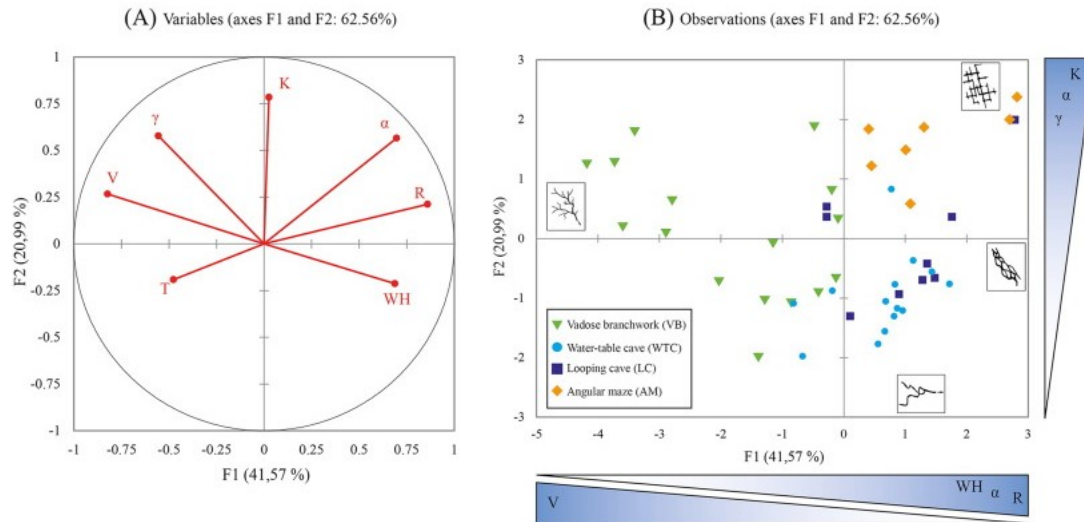 (A) Variables (axes F1 and F2: 62.56%)
1
0.75
0.5
0.25
0
-0.25
-0.5
-0.75
-1
-1
-0.75
-0.5
-0.25
0
0.25
0.5
0.75
1
F2 (20,99 %)
F1 (41,57 %)
K
γ
α
V
R
T
WH
(B) Observations (axes F1 and F2: 62.56%)
3
2
1
0
-1
-2
-3
-5
-4
-3
-2
-1
0
1
2
3
F2 (20,99 %)
F1 (41,57 %)
Vadose branchwork (VB)
Water-table cave (WTC)
Looping cave (LC)
Angular maze (AM)
K
α
γ
V
WH α R